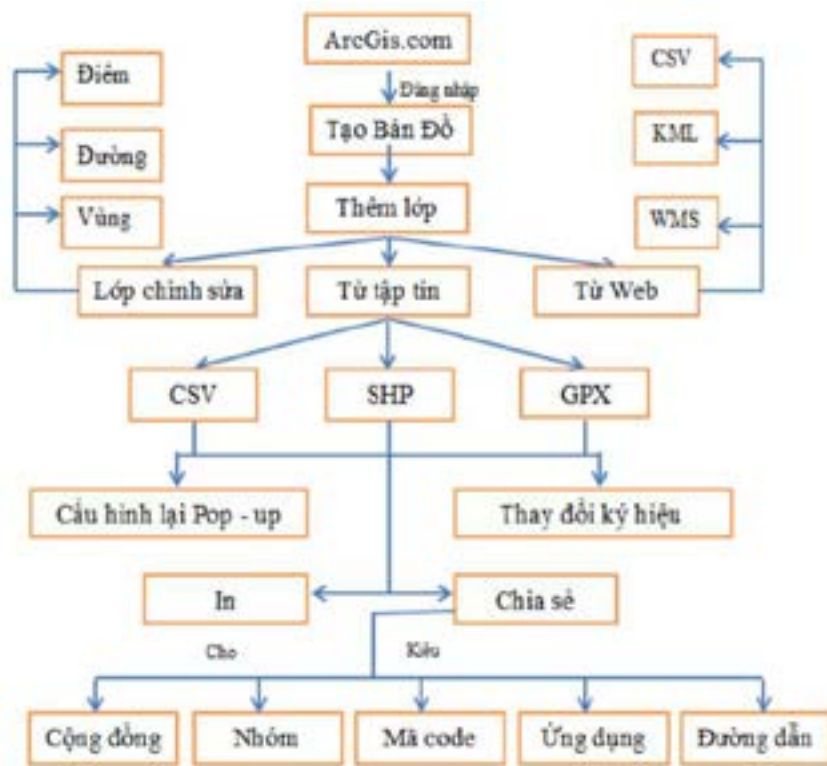 ArcGis.com
Điểm
CSV
Đăng nhập
Tạo Bản Đồ
Đường
KML
Thêm lớp
Vùng
WMS
Lớp chỉnh sửa
Từ tập tin
Từ Web
CSV
SHP
GPX
Cấu hình lại Pop - up
Thay đổi ký hiệu
In
Chia sẻ
Cho
Kiểu
Cộng đồng
Nhóm
Mã code
Ứng dụng
Đường dẫn